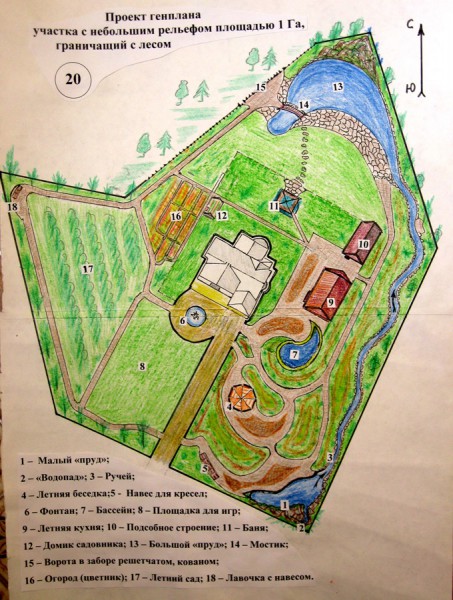 Проект генплана
участка с небольшим рельефом площадью 1 Га,
граничащий с лесом
20
С
Ю
15
13
14
18
16
12
11
17
10
9
6
7
8
4
3
5
1
2
1 – Малый «пруд»;
2 – «Водопад»; 3 – Ручей;
4 – Летняя беседка;5 - Навес для кресел;
6 – Фонтан; 7 – Бассейн; 8 – Площадка для игр;
9 – Летняя кухня; 10 – Подсобное строение; 11 – Баня;
12 – Домик садовника; 13 – Большой «пруд»; 14 – Мостик;
15 – Ворота в заборе решетчатом, кованом;
16 – Огород (цветник); 17 – Летний сад; 18 – Лавочка с навесом.